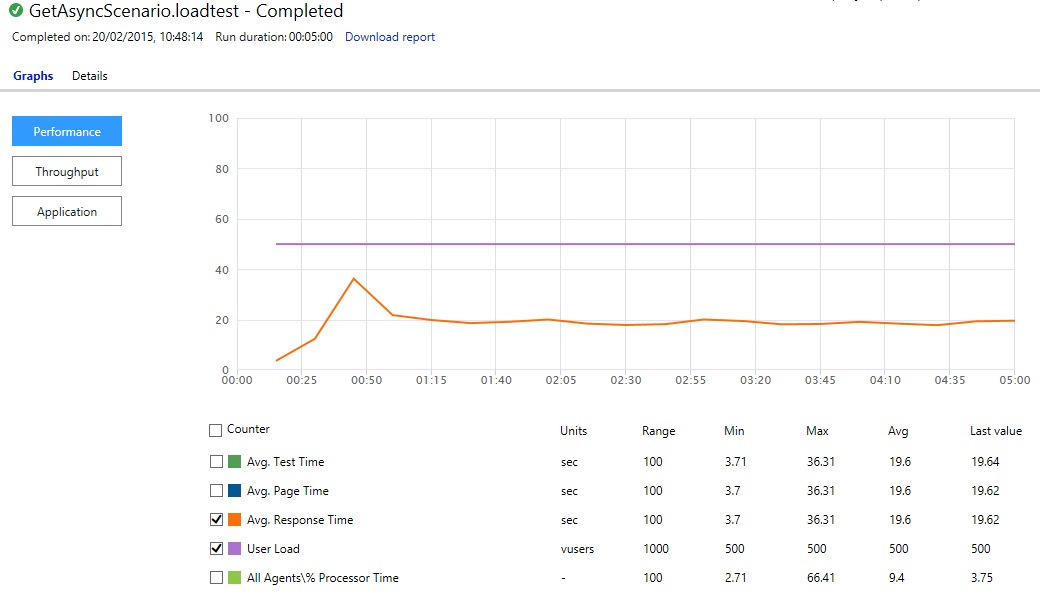 GetAsyncScenario.loadtest - Completed
Completed on: 20/02/2015, 10:48:14 Run duration: 00:05:00 Download report
Graphs Details
Performance
Throughput
Application
100
80
60
40
20
0
00:00 00:25 00:50 01:15 01:40 02:05 02:30 02:55 03:20 03:45 04:10 04:35 05:00
Counter Units Range Min Max Avg Last value
Avg. Test Time sec 100 3.71 36.31 19.6 19.64
Avg. Page Time sec 100 3.7 36.31 19.6 19.62
Avg. Response Time sec 100 3.7 36.31 19.6 19.62
User Load vusers 1000 500 500 500 500
All Agents\% Processor Time - 100 2.71 66.41 9.4 3.75